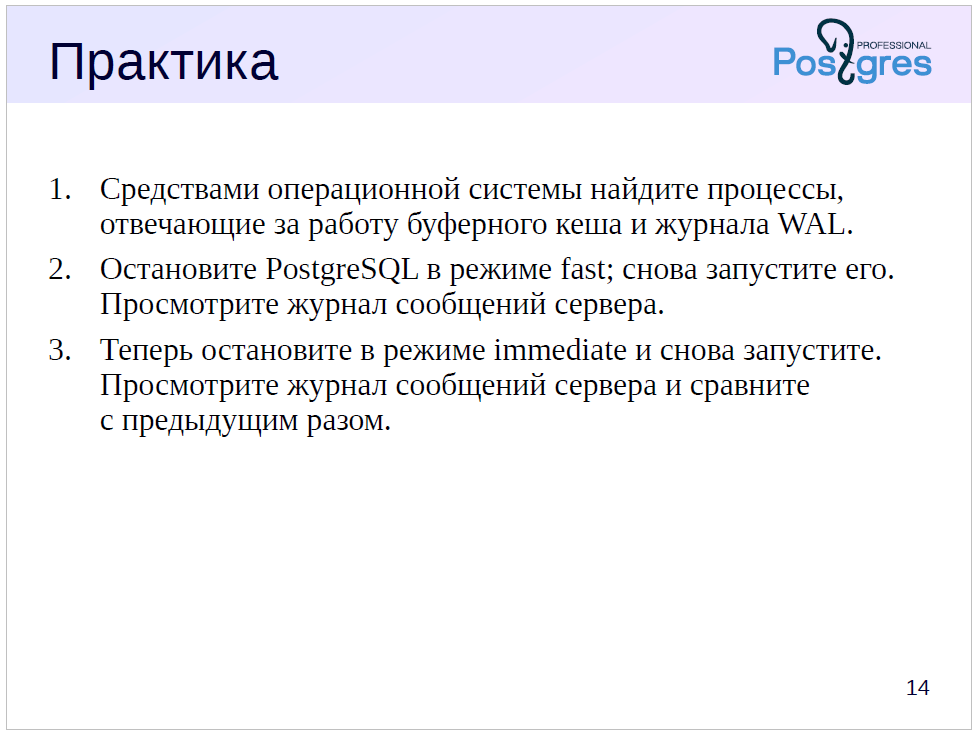 Практика
PROFESSIONAL
Postgres
1. Средствами операционной системы найдите процессы,
отвечающие за работу буферного кеша и журнала WAL.
2. Остановите PostgreSQL в режиме fast; снова запустите его.
Просмотрите журнал сообщений сервера.
3. Теперь остановите в режиме immediate и снова запустите.
Просмотрите журнал сообщений сервера и сравните
с предыдущим разом.
14